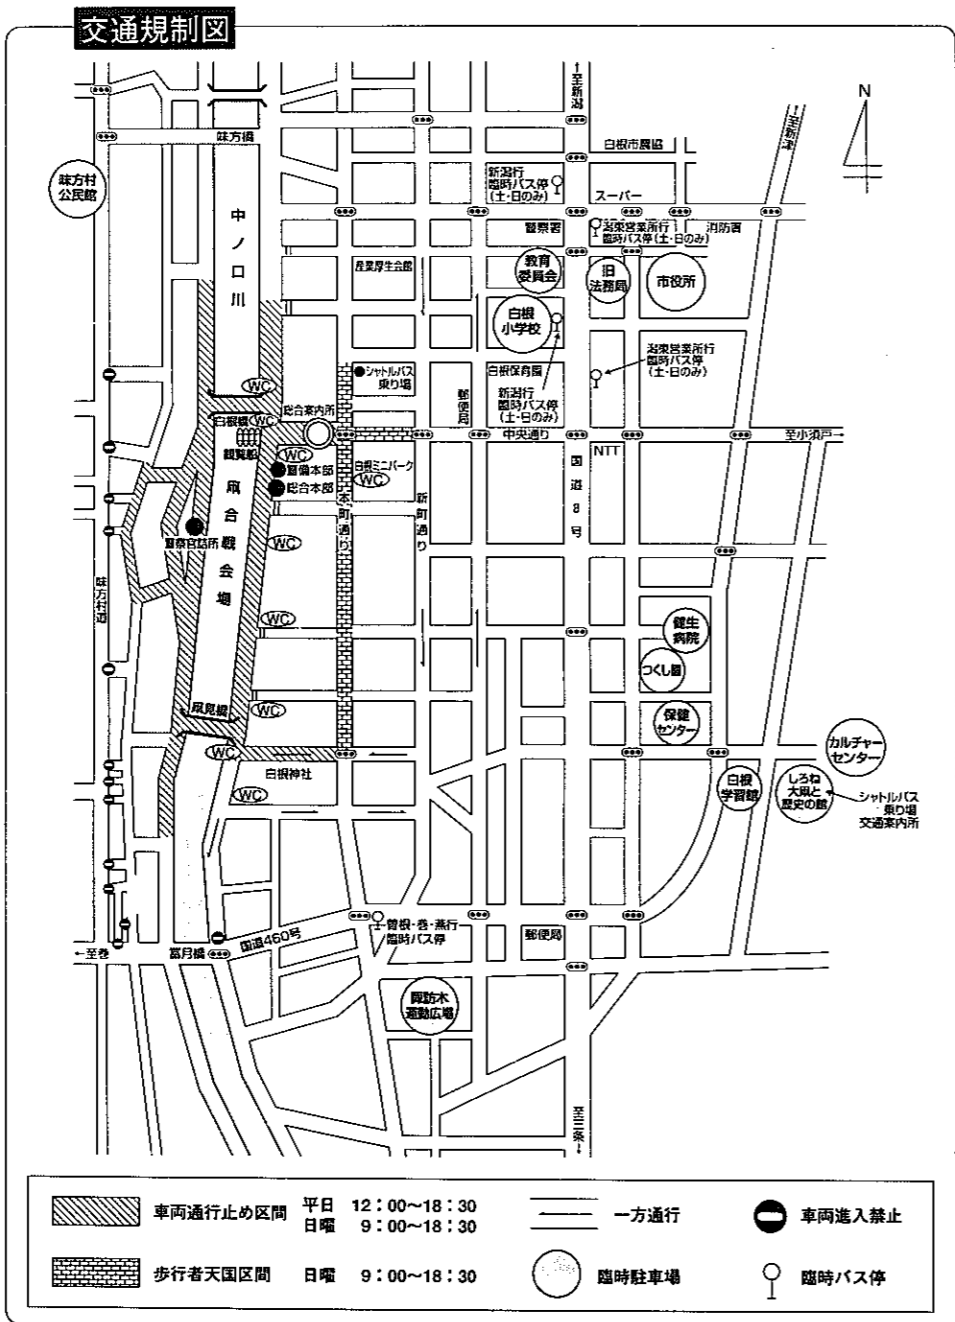 交通規制図
↑至新潟
N
←至新津
味方橋
白根市農協
味方村
公民館
新潟行
臨時バス停
(土・日のみ)
スーパー
中ノ口川
警察署
潟東営業所行
臨時バス停(土・日のみ)
消防署
産業厚生会館
教育
委員会
旧
法務局
市役所
白根
小学校
潟東営業所行
臨時バス停
(土・日のみ)
シャトルバス
乗り場
郵便局
白根保育園
新潟行
臨時バス停
(土・日のみ)
WC
総合案内所
白根橋
WC
観覧船
中央通り
至小須戸→
NTT
WC
警備本部
総合本部
白根ミニパーク
WC
本町通り
新町通り
国道8号
凧合戦会場
警察官詰所
WC
味方村道
WC
健生
病院
つくし園
凧見橋
WC
保健
センター
WC
カルチャー
センター
白根神社
WC
白根
学習館
しろね
大凧と
歴史の館
シャトルバス
乗り場
交通案内所
曽根・巻・燕行
臨時バス停
国道460号
郵便局
←至巻
冨月橋
諏訪木
運動広場
至三条→
車両通行止め区間 平日 12:00〜18:30
日曜 9:00〜18:30
一方通行
車両進入禁止
歩行者天国区間 日曜 9:00〜18:30
臨時駐車場
臨時バス停